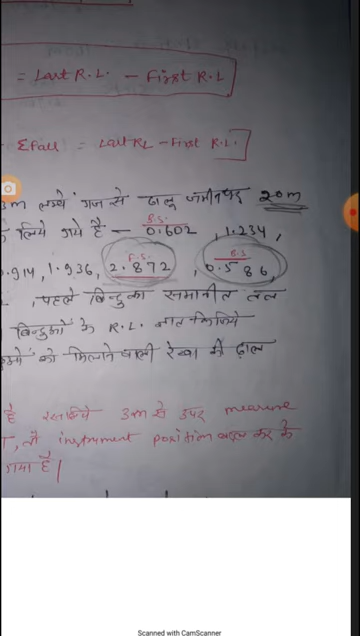 = Last R.L. - First R.L
Σfall = Last RL - First R.L.
3m लम्बे गज से ढालू जमीन पर 20m
B.S.
लिये गये है - 0.602, 1.234,
F.S. B.S
0.914, 1.936, 2.872, 0.586,
पहले बिन्दु का समानीत तल
बिन्दुओं के R.L. ज्ञात किजिये
को मिलाने वाली रेखा की ढाल
है इसलिये 3m से उपर measure
तो instrument position बदल कर के
गया है।
Scanned with CamScanner